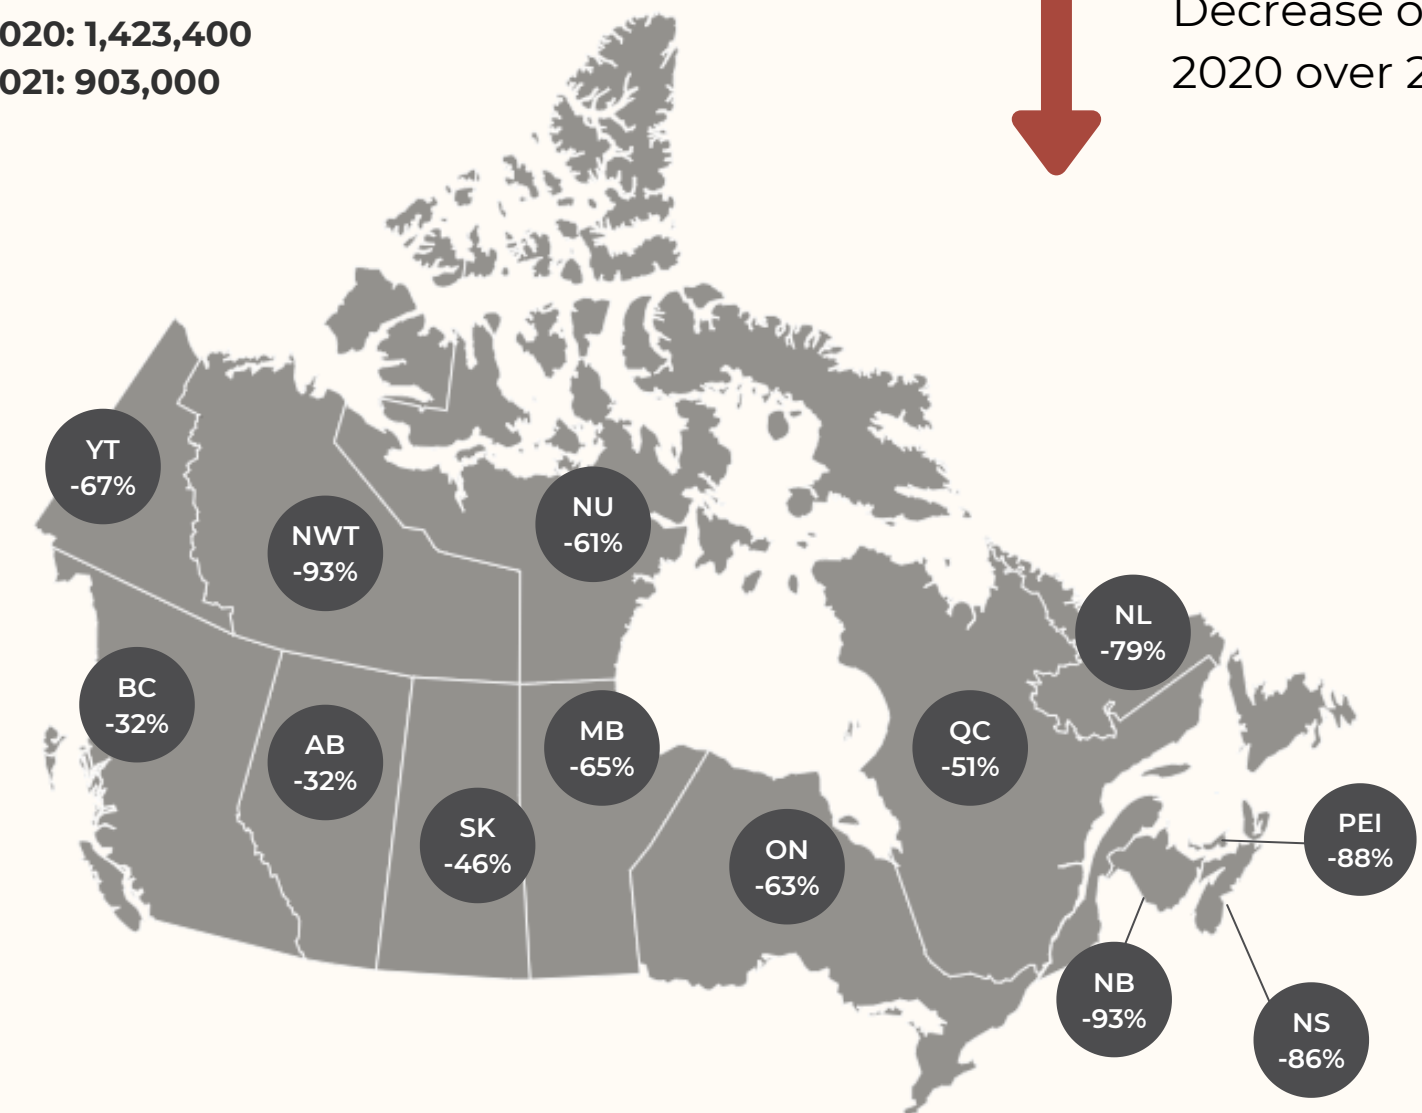 020: 1,423,400
021: 903,000
Decrease o
2020 over 2
YT
-67%
NWT
-93%
NU
-61%
NL
-79%
BC
-32%
AB
-32%
SK
-46%
MB
-65%
ON
-63%
QC
-51%
PEI
-88%
NB
-93%
NS
-86%